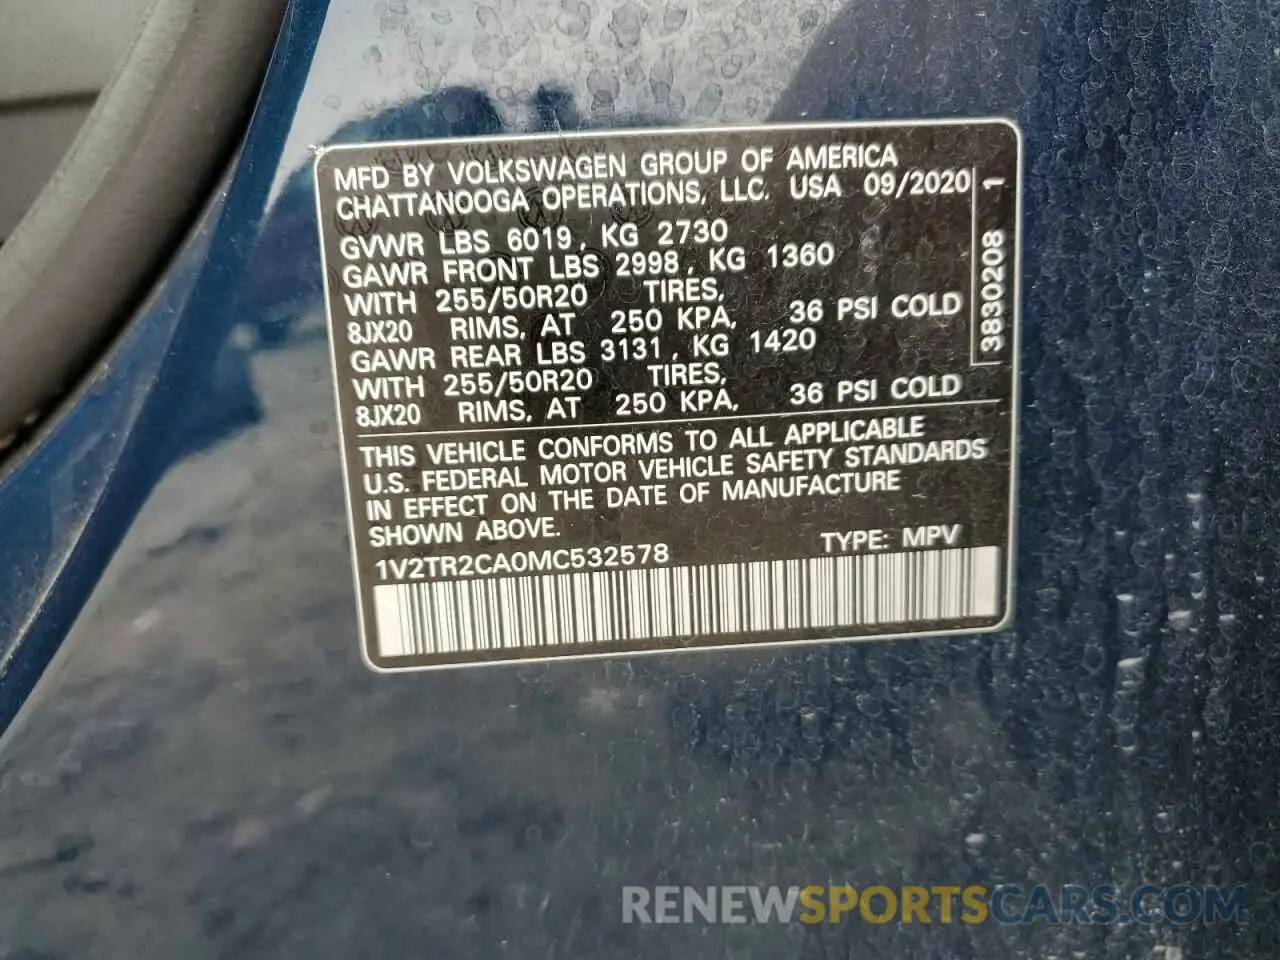 MFD BY VOLKSWAGEN GROUP OF AMERICA
CHATTANOOGA OPERATIONS, LLC. USA 09/2020
GVWR LBS 6019, KG 2730
GAWR FRONT LBS 2998, KG 1360
WITH 255/50R20 TIRES,
8JX20 RIMS, AT 250 KPA, 36 PSI COLD
GAWR REAR LBS 3131, KG 1420
WITH 255/50R20 TIRES,
8JX20 RIMS, AT 250 KPA, 36 PSI COLD
3830208 1
THIS VEHICLE CONFORMS TO ALL APPLICABLE
U.S. FEDERAL MOTOR VEHICLE SAFETY STANDARDS
IN EFFECT ON THE DATE OF MANUFACTURE
SHOWN ABOVE.
1V2TR2CA0MC532578 TYPE: MPV
RENEWSPORTSCARS.COM